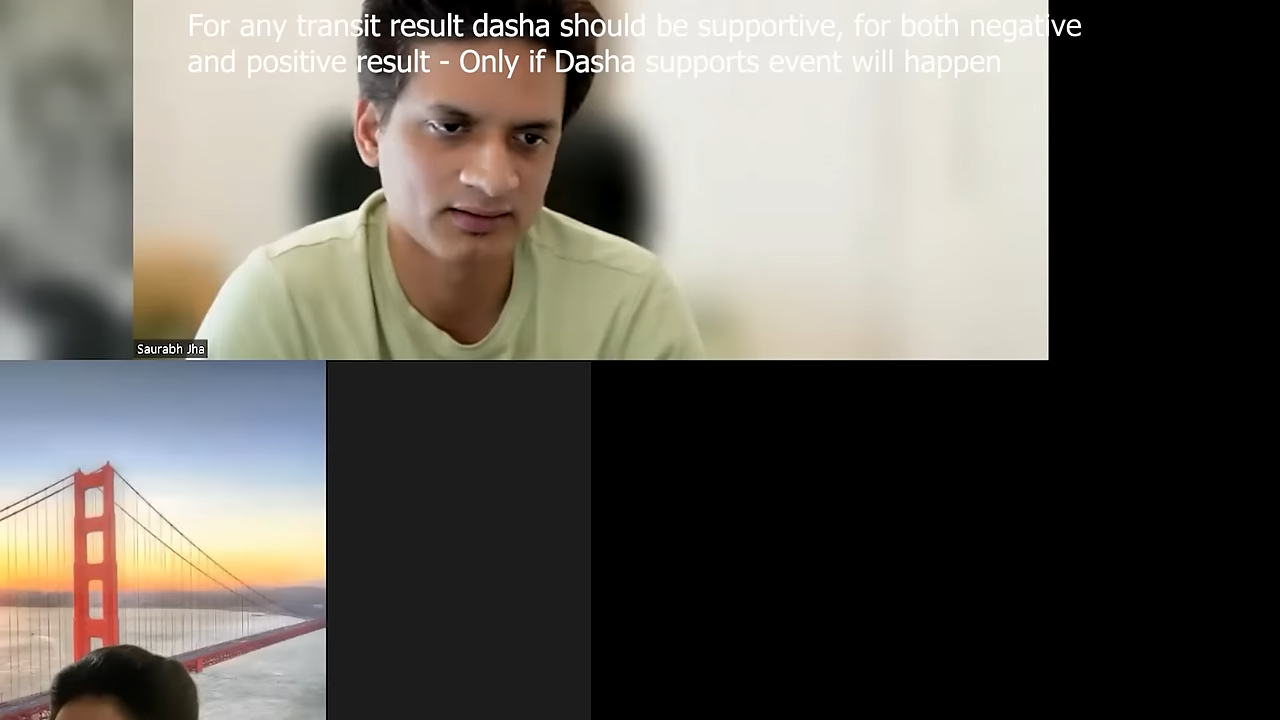 For any transit result dasha should be supportive, for both negative
and positive result - Only if Dasha supports event will happen
Saurabh Jha